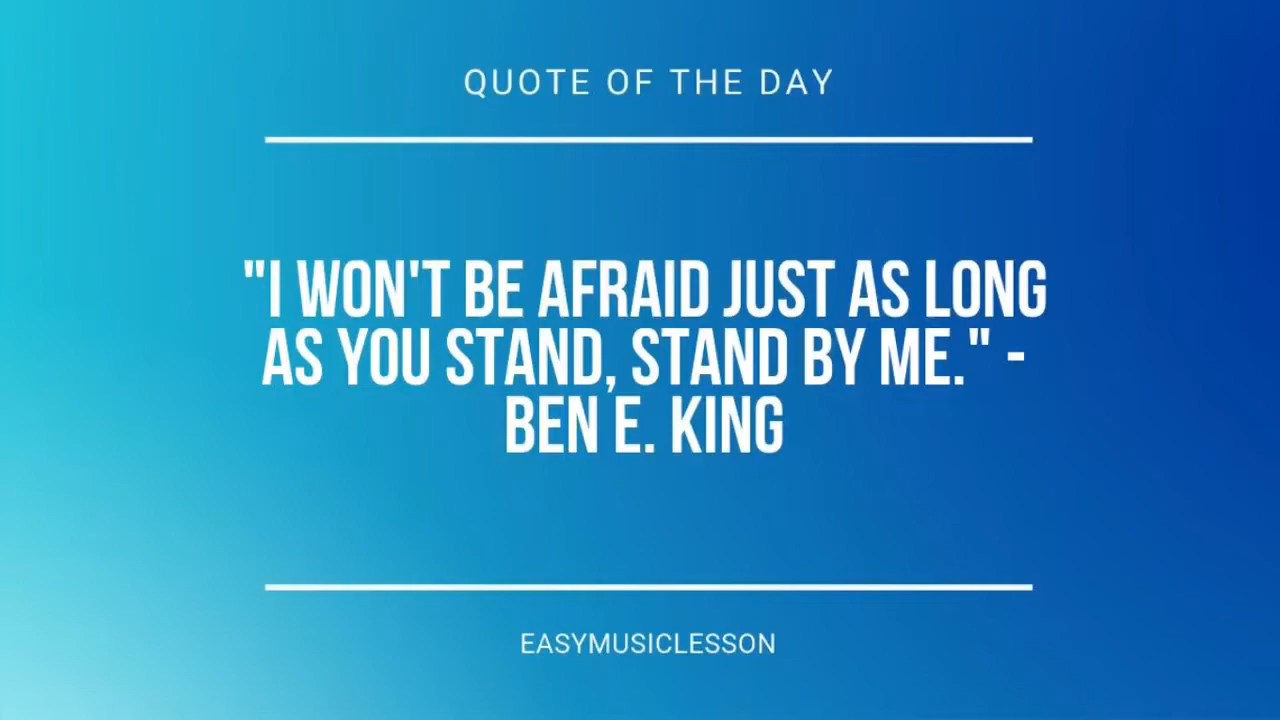 QUOTE OF THE DAY
"I WON'T BE AFRAID JUST AS LONG
AS YOU STAND, STAND BY ME." -
BEN E. KING
EASYMUSICLESSON